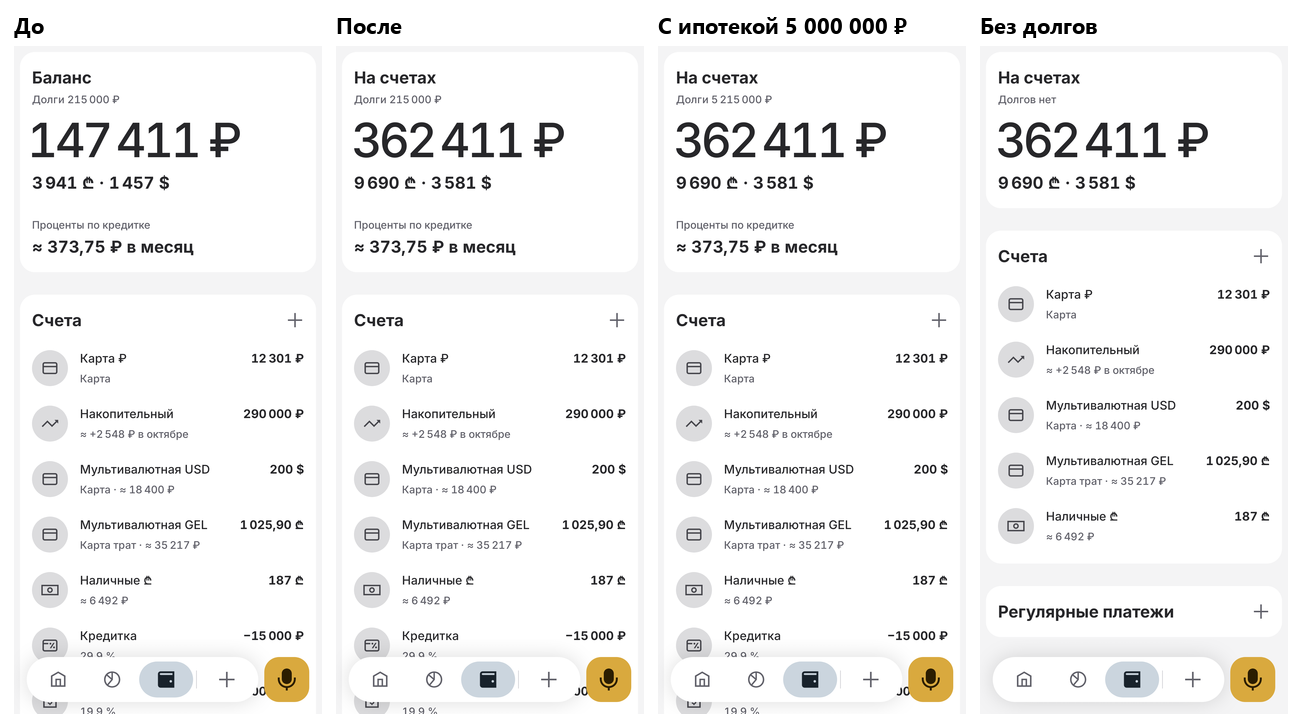 До
Баланс
Долги 215 000 ₽
147 411 ₽
3 941 ₾ · 1 457 $
Проценты по кредитке
≈ 373,75 ₽ в месяц
Счета
Карта ₽
12 301 ₽
Карта
Накопительный
290 000 ₽
≈ +2 548 ₽ в октябре
Мультивалютная USD
200 $
Карта · ≈ 18 400 ₽
Мультивалютная GEL
1 025,90 ₾
Карта трат · ≈ 35 217 ₽
Наличные ₾
187 ₾
≈ 6 492 ₽
Кредитка
−15 000 ₽
29,9 %
19,9 %
После
На счетах
Долги 215 000 ₽
362 411 ₽
9 690 ₾ · 3 581 $
Проценты по кредитке
≈ 373,75 ₽ в месяц
Счета
Карта ₽
12 301 ₽
Карта
Накопительный
290 000 ₽
≈ +2 548 ₽ в октябре
Мультивалютная USD
200 $
Карта · ≈ 18 400 ₽
Мультивалютная GEL
1 025,90 ₾
Карта трат · ≈ 35 217 ₽
Наличные ₾
187 ₾
≈ 6 492 ₽
Кредитка
−15 000 ₽
29,9 %
19,9 %
С ипотекой 5 000 000 ₽
На счетах
Долги 5 215 000 ₽
362 411 ₽
9 690 ₾ · 3 581 $
Проценты по кредитке
≈ 373,75 ₽ в месяц
Счета
Карта ₽
12 301 ₽
Карта
Накопительный
290 000 ₽
≈ +2 548 ₽ в октябре
Мультивалютная USD
200 $
Карта · ≈ 18 400 ₽
Мультивалютная GEL
1 025,90 ₾
Карта трат · ≈ 35 217 ₽
Наличные ₾
187 ₾
≈ 6 492 ₽
Кредитка
−15 000 ₽
29,9 %
19,9 %
Без долгов
На счетах
Долгов нет
362 411 ₽
9 690 ₾ · 3 581 $
Счета
Карта ₽
12 301 ₽
Карта
Накопительный
290 000 ₽
≈ +2 548 ₽ в октябре
Мультивалютная USD
200 $
Карта · ≈ 18 400 ₽
Мультивалютная GEL
1 025,90 ₾
Карта трат · ≈ 35 217 ₽
Наличные ₾
187 ₾
≈ 6 492 ₽
Регулярные платежи